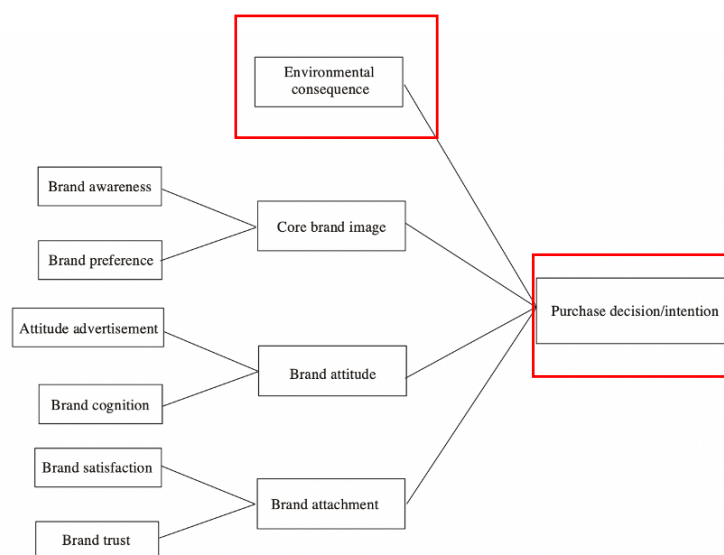 Environmental
consequence
Brand awareness
Core brand image
Brand preference
Purchase decision/intention
Attitude advertisement
Brand attitude
Brand cognition
Brand satisfaction
Brand attachment
Brand trust